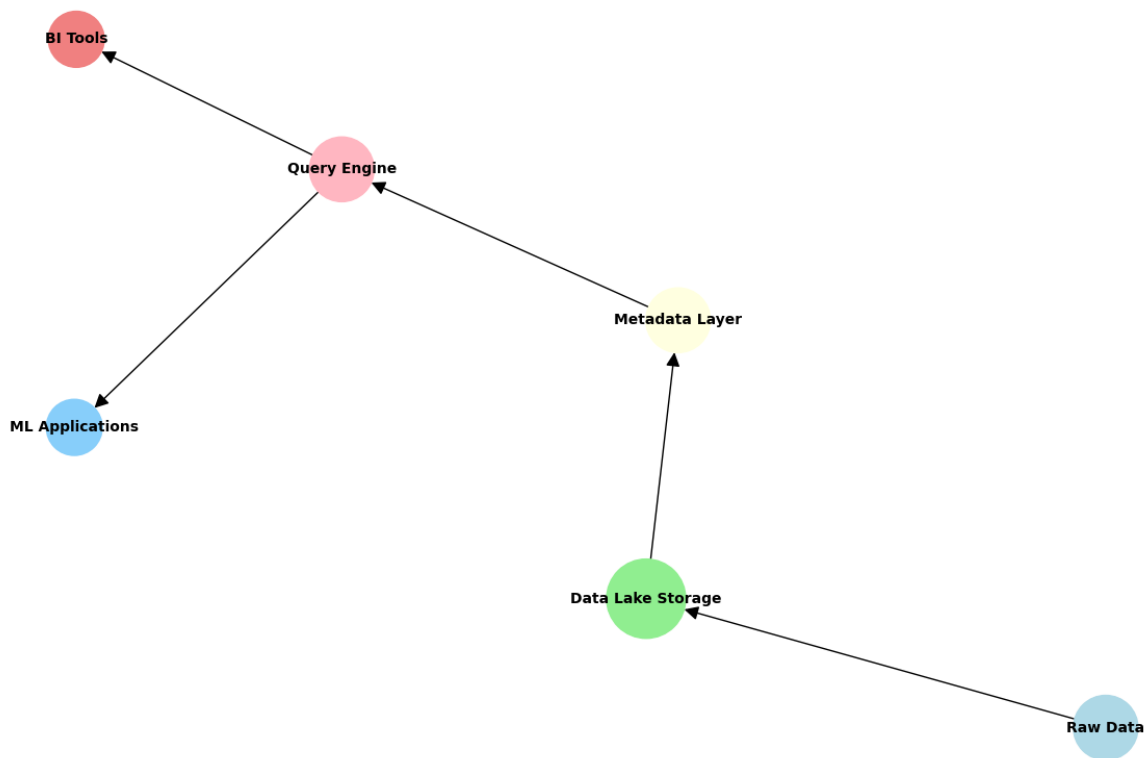 BI Tools
Query Engine
Metadata Layer
ML Applications
Data Lake Storage
Raw Data